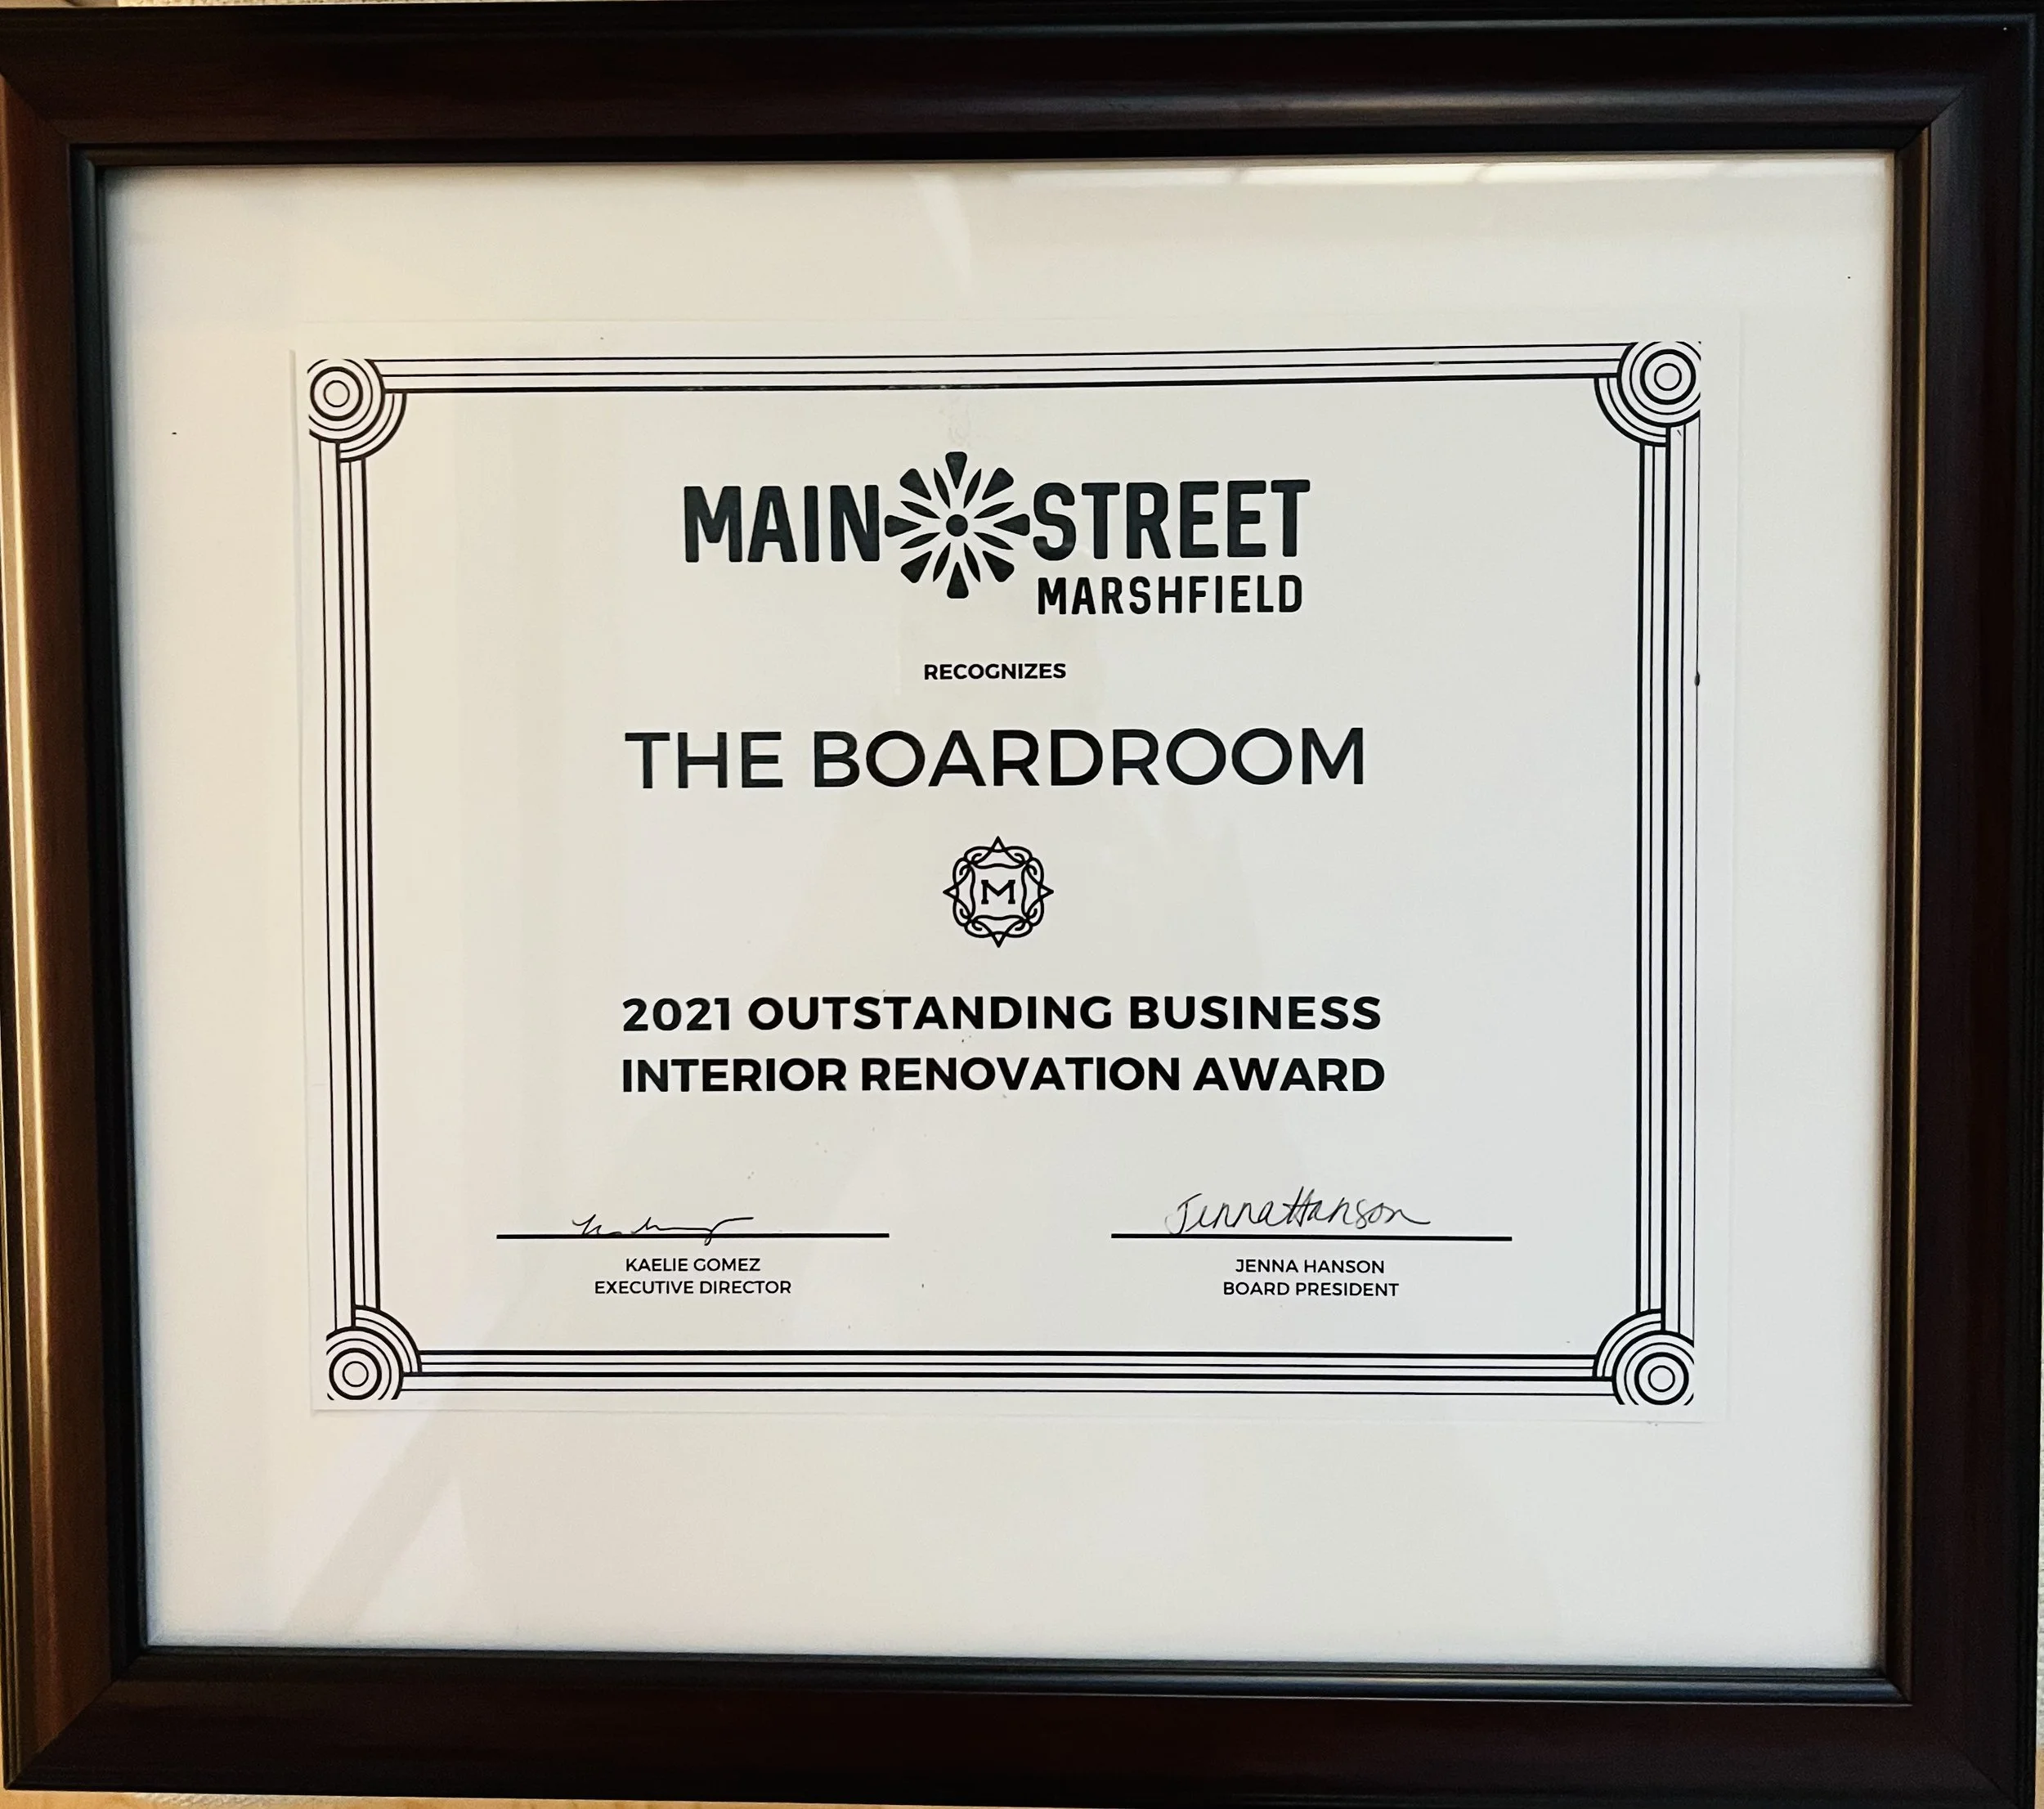 MAIN STREET
MARSHFIELD
RECOGNIZES
THE BOARDROOM
M
2021 OUTSTANDING BUSINESS
INTERIOR RENOVATION AWARD
Jenna Hanson
KAELIE GOMEZ
EXECUTIVE DIRECTOR
JENNA HANSON
BOARD PRESIDENT